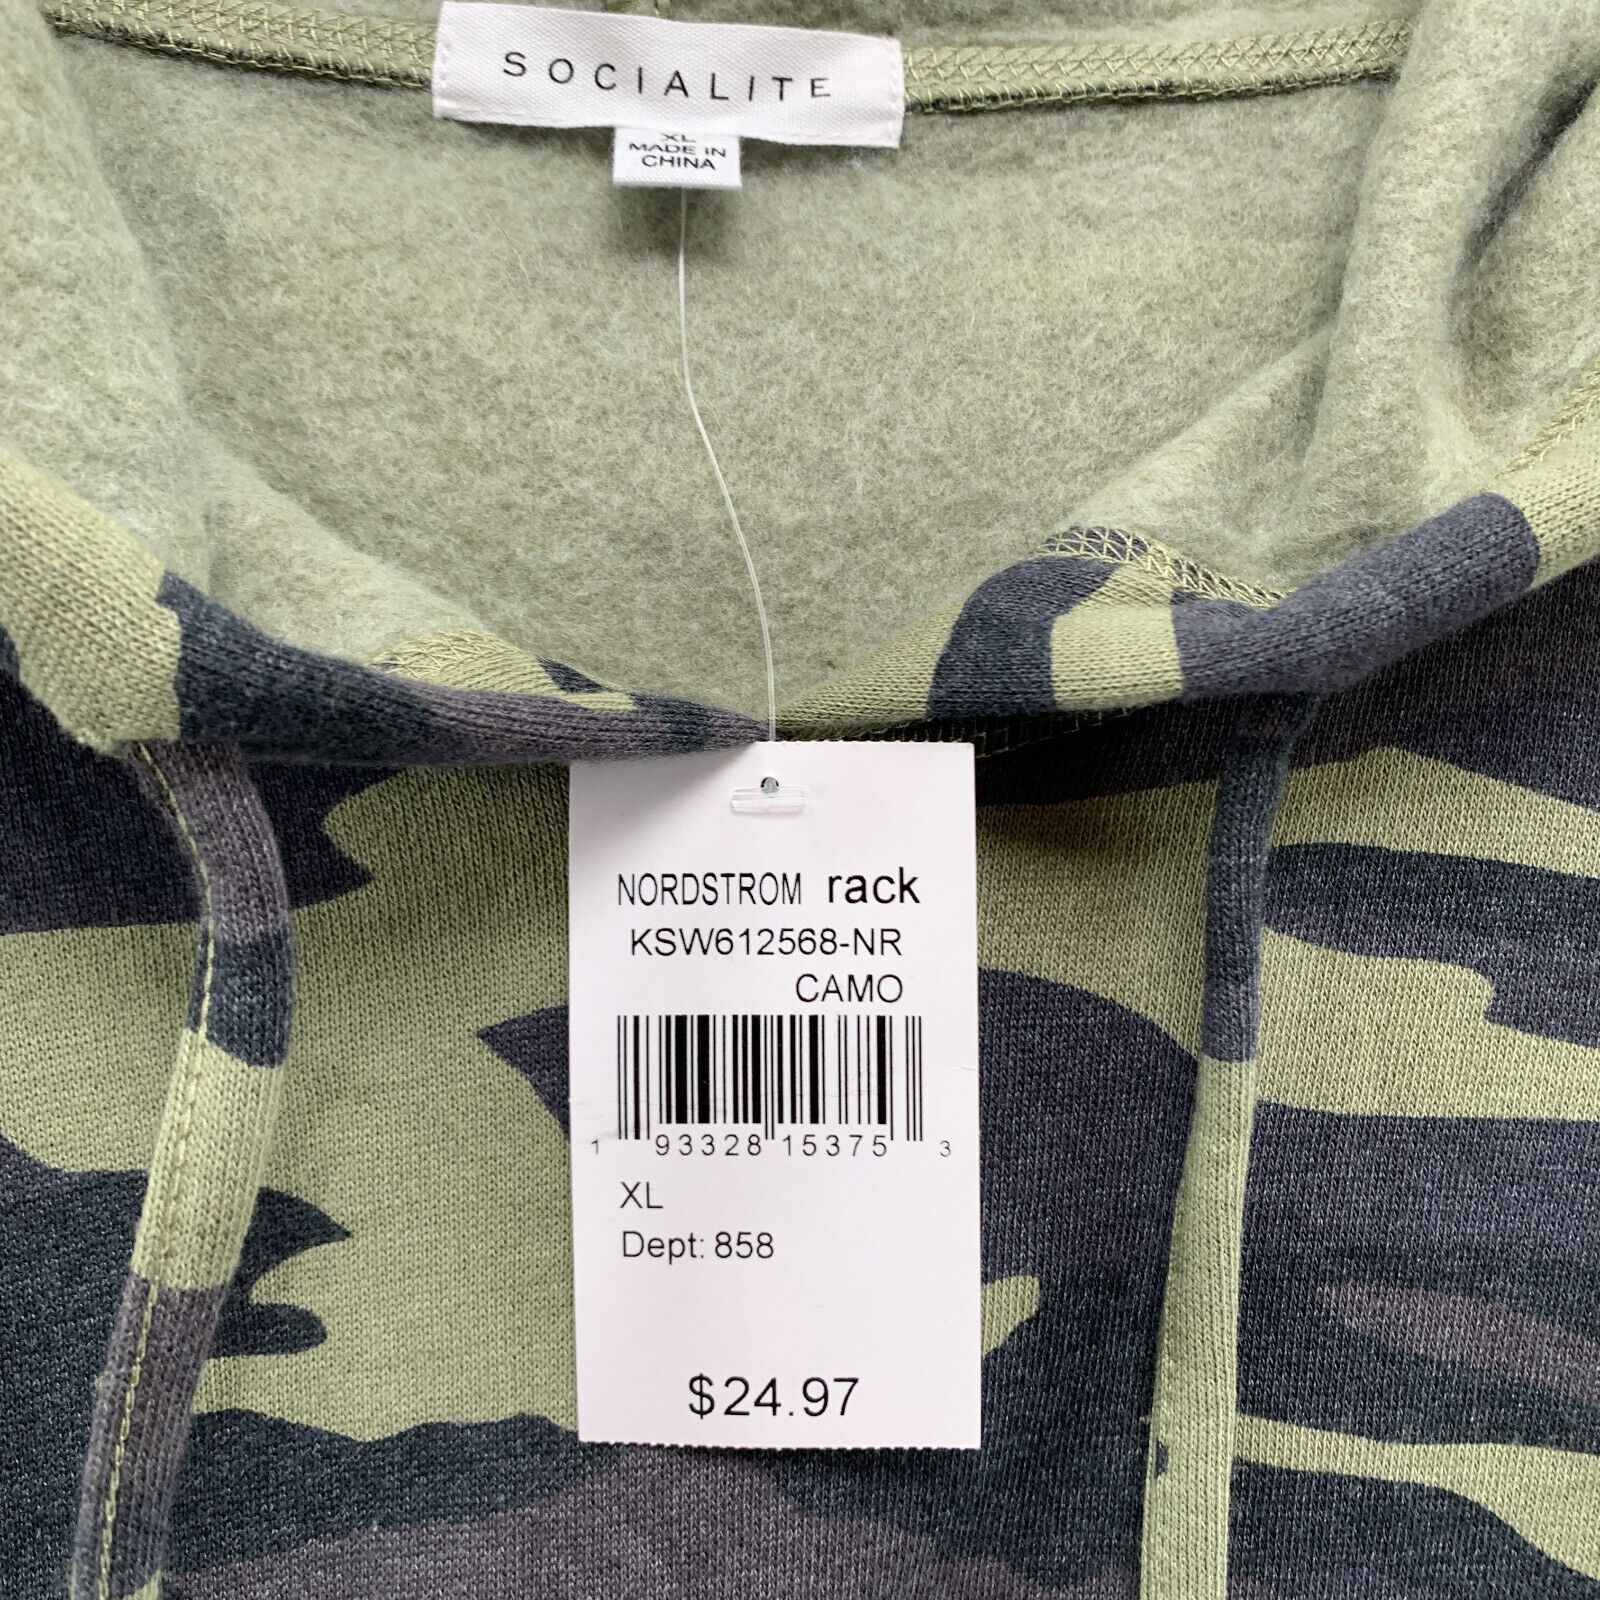 SOCIALITE
XL
MADE IN
CHINA
NORDSTROM rack
KSW612568-NR
CAMO
1 93328 15375 3
XL
Dept: 858
$24.97